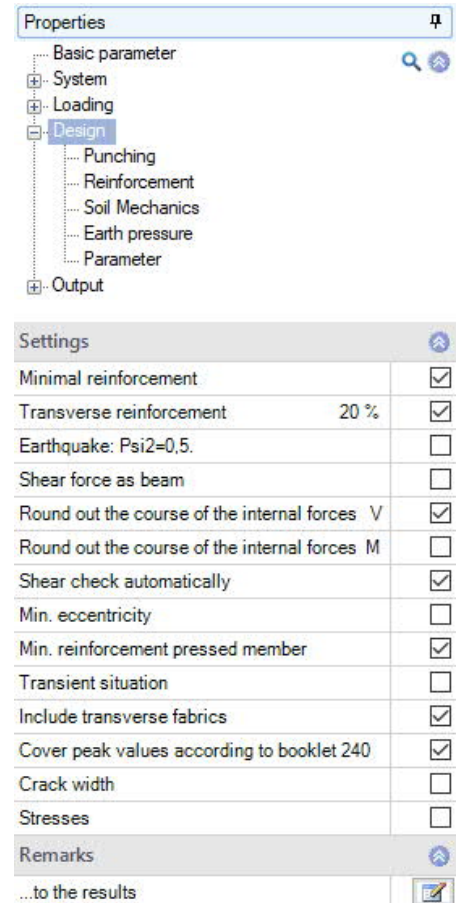 Properties
Basic parameter
System
Loading
Design
Punching
Reinforcement
Soil Mechanics
Earth pressure
Parameter
Output
Settings
Minimal reinforcement
Transverse reinforcement 20 %
Earthquake: Psi2=0,5.
Shear force as beam
Round out the course of the internal forces V
Round out the course of the internal forces M
Shear check automatically
Min. eccentricity
Min. reinforcement pressed member
Transient situation
Include transverse fabrics
Cover peak values according to booklet 240
Crack width
Stresses
Remarks
...to the results